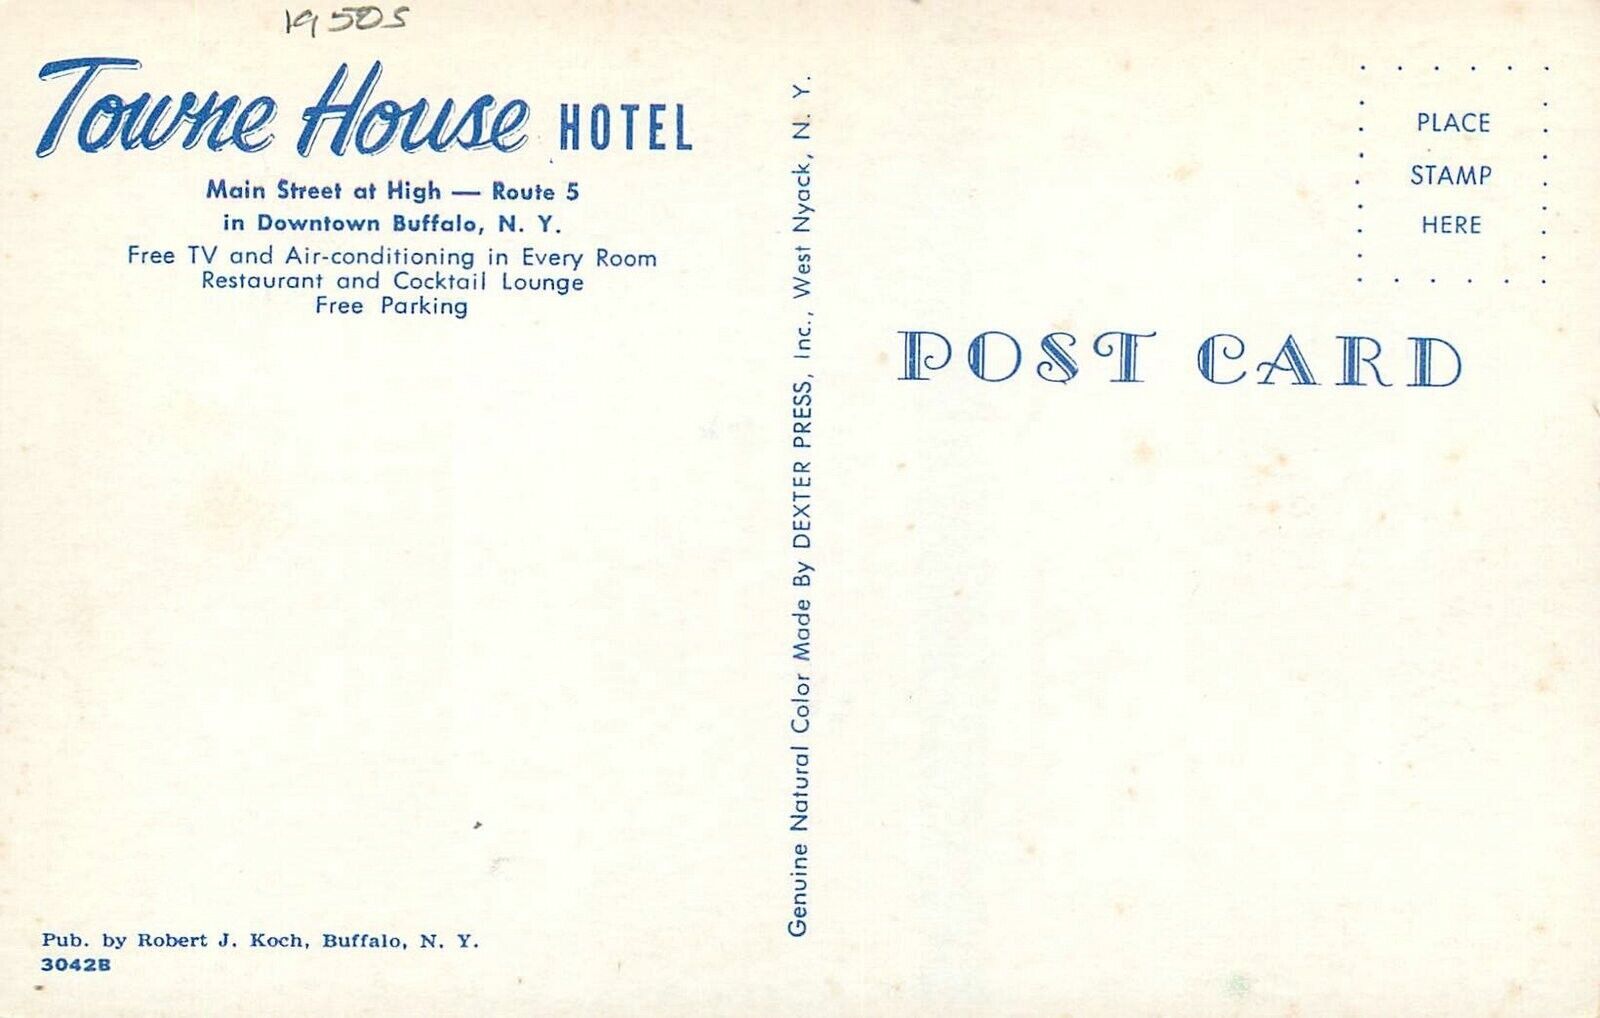 1950s
Towne House HOTEL
Main Street at High — Route 5
in Downtown Buffalo, N. Y.
Free TV and Air-conditioning in Every Room
Restaurant and Cocktail Lounge
Free Parking
Pub. by Robert J. Koch, Buffalo, N. Y.
3042B
Genuine Natural Color Made By DEXTER PRESS, Inc., West Nyack, N. Y.
PLACE
STAMP
HERE
POST CARD